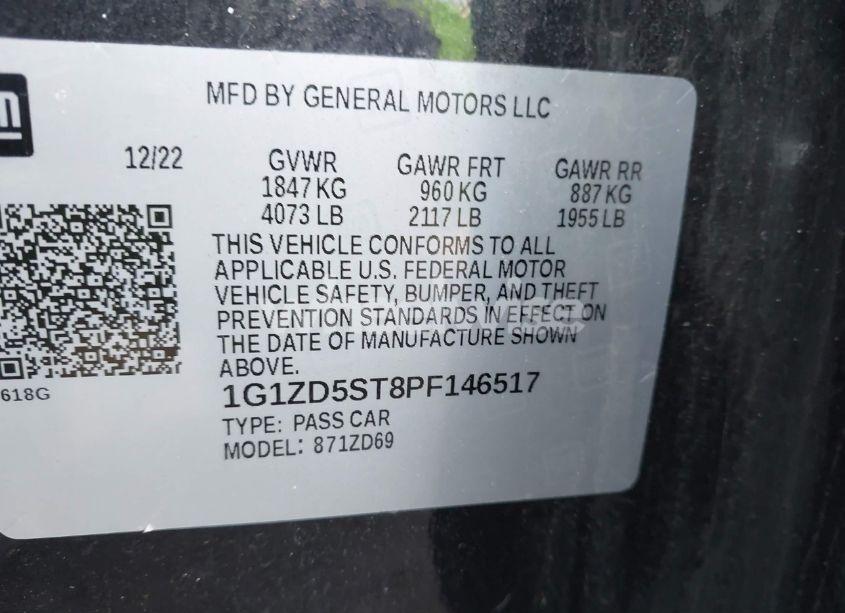 m
MFD BY GENERAL MOTORS LLC
12/22 GVWR GAWR FRT GAWR RR
1847 KG 960 KG 887 KG
4073 LB 2117 LB 1955 LB
THIS VEHICLE CONFORMS TO ALL
APPLICABLE U.S. FEDERAL MOTOR
VEHICLE SAFETY, BUMPER, AND THEFT
PREVENTION STANDARDS IN EFFECT ON
THE DATE OF MANUFACTURE SHOWN
ABOVE.
618G
1G1ZD5ST8PF146517
TYPE: PASS CAR
MODEL: 871ZD69